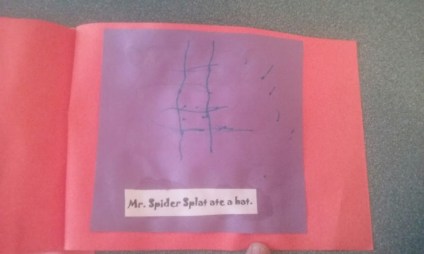 Mr. Spider Splat ate a bat.